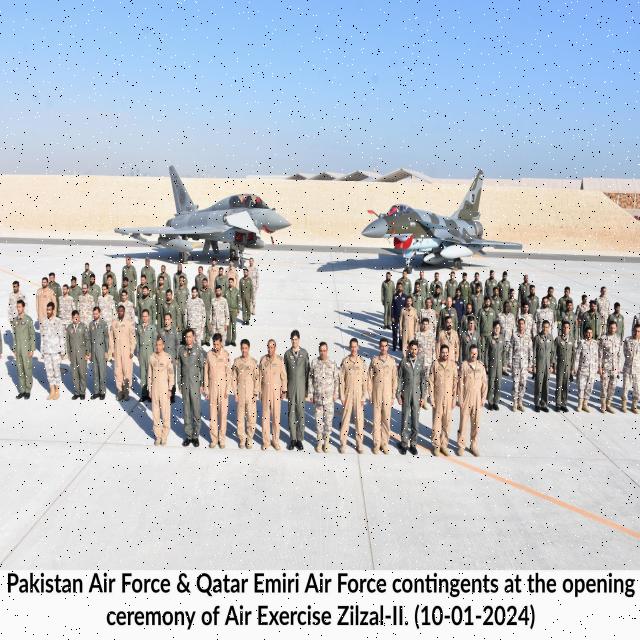 Pakistan Air Force & Qatar Emiri Air Force contingents at the opening
ceremony of Air Exercise Zilzal-II. (10-01-2024)